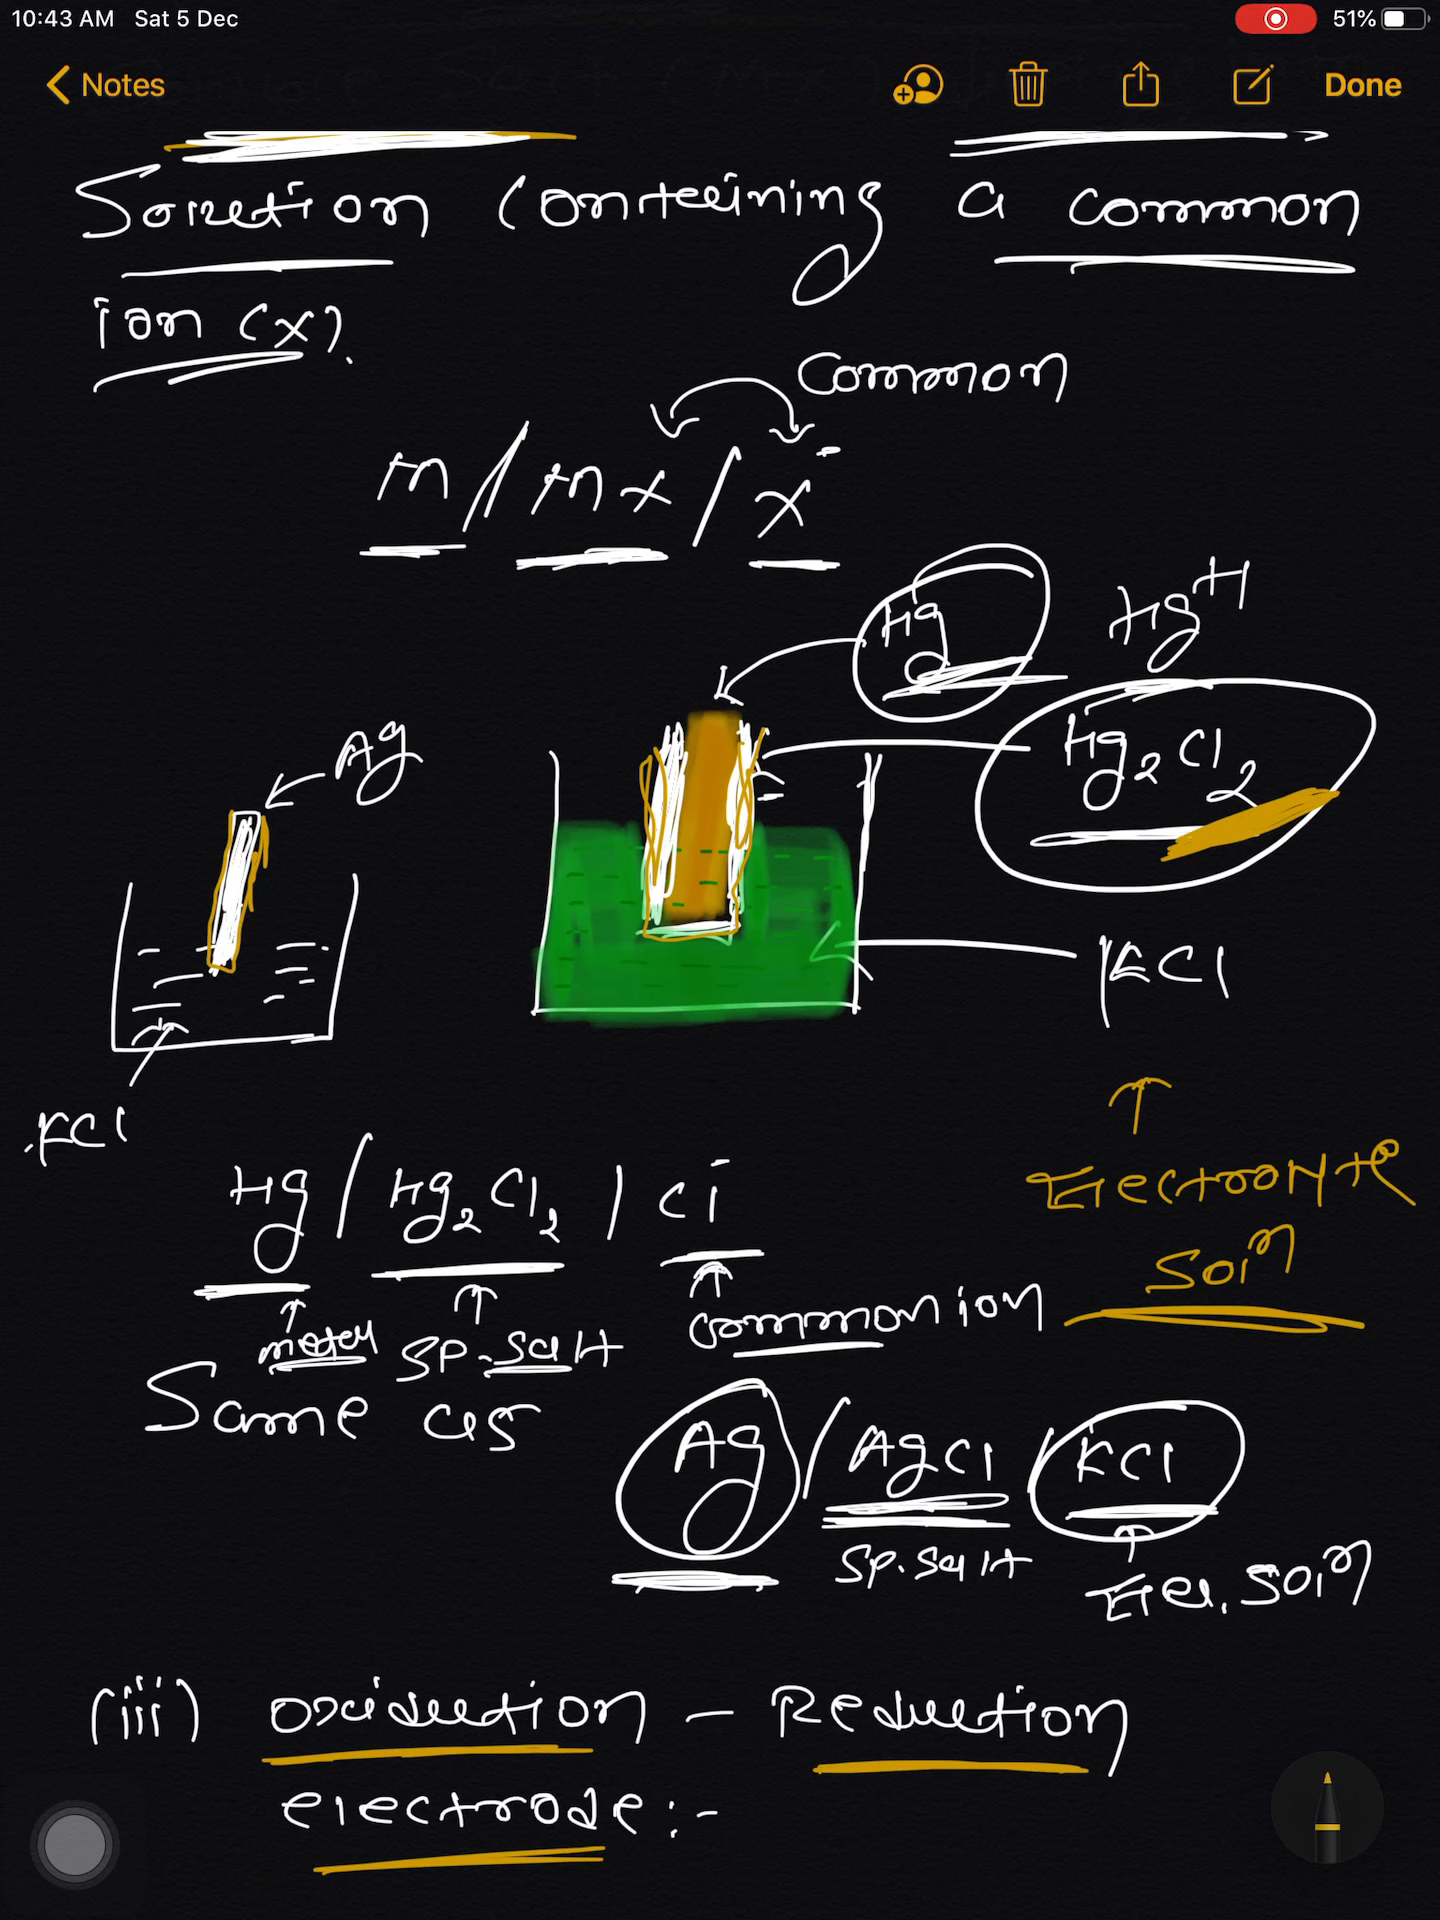 10:43 AM Sat 5 Dec
51%
Notes
Done
Solution containing a common
ion (x).
Common
m / mx / x⁻
Hg
Hg⁺⁺
Ag
Hg₂Cl₂
KCl
KCl
Electrolyte
Solⁿ
Hg / Hg₂Cl₂ / Cl⁻
metal
Sp. Salt
Common ion
Same as
Ag / AgCl / KCl
Sp. Salt
Elec. Solⁿ
(iii) oxidation - Reduction
electrode :-